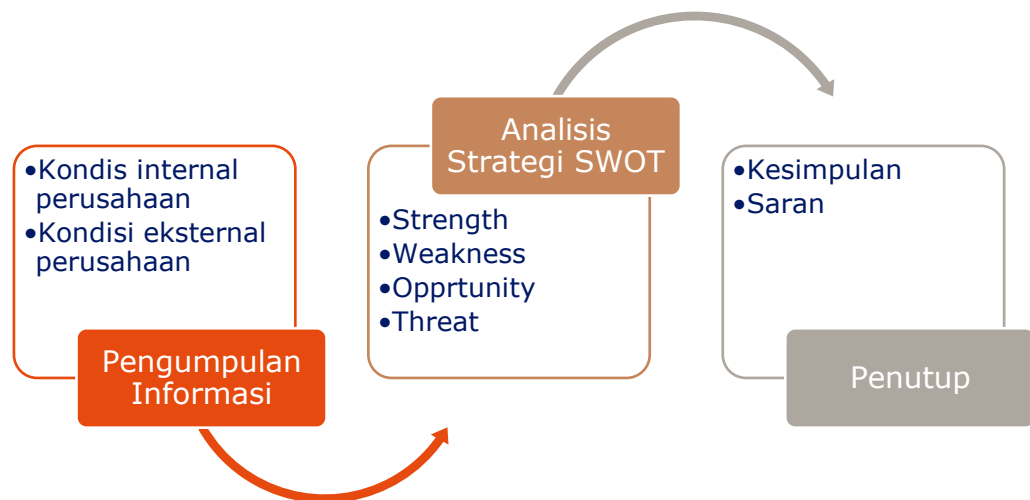 •Kondis internal
perusahaan
•Kondisi eksternal
perusahaan
Pengumpulan
Informasi
Analisis
Strategi SWOT
•Strength
•Weakness
•Opprtunity
•Threat
•Kesimpulan
•Saran
Penutup